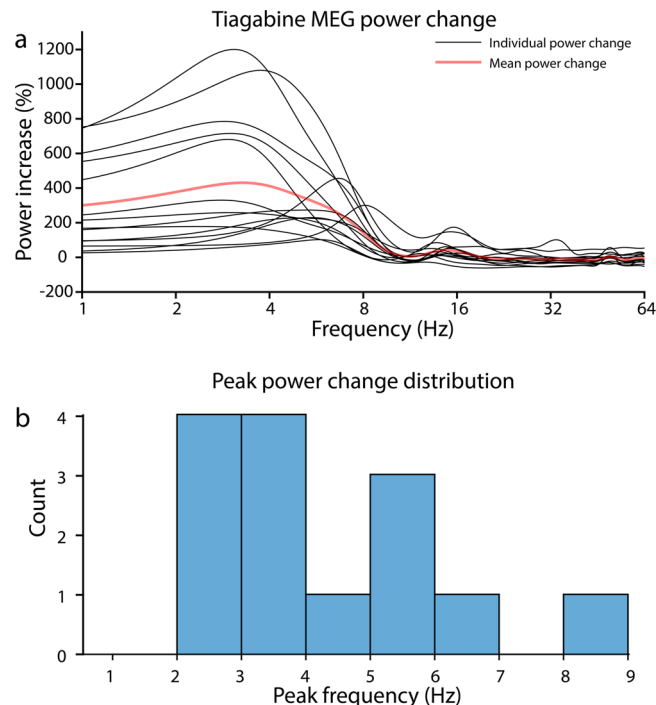 Tiagabine MEG power change
a
Individual power change
Mean power change
Power increase (%)
1200
1000
800
600
400
200
0
-200
1 2 4 8 16 32 64
Frequency (Hz)
Peak power change distribution
b
Count
4
3
2
1
0
1 2 3 4 5 6 7 8 9
Peak frequency (Hz)